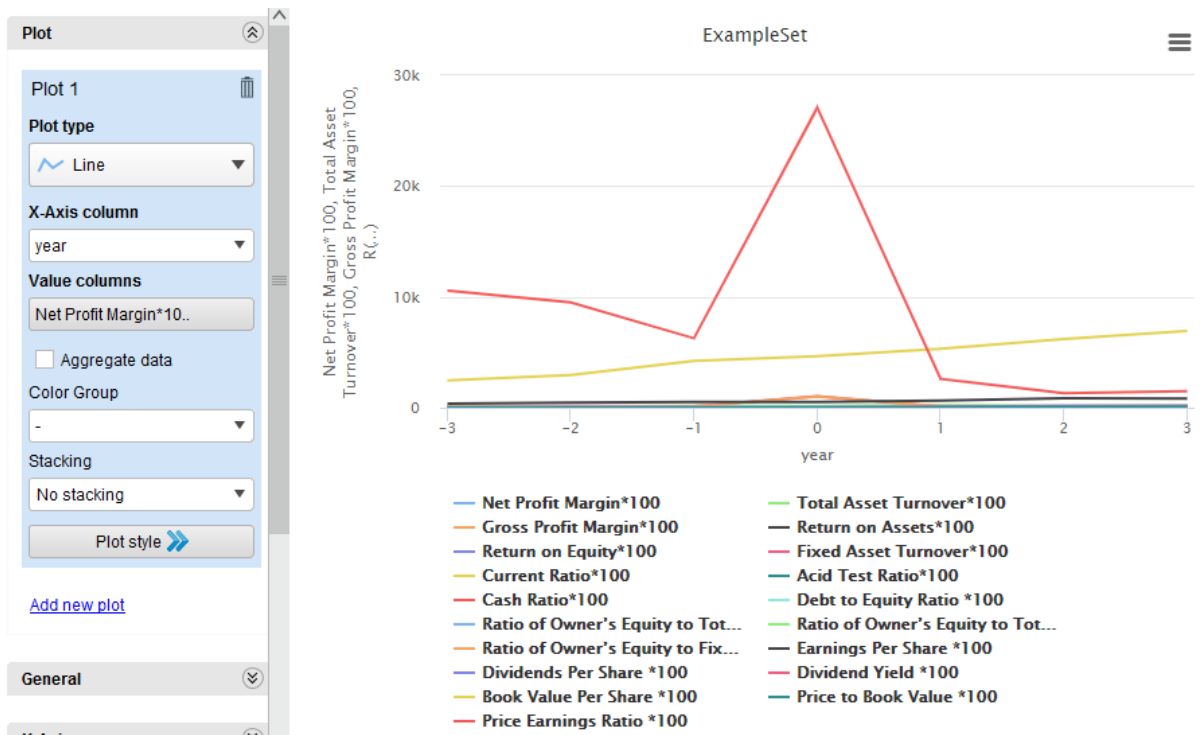 Plot
Plot 1
Plot type
Line
X-Axis column
year
Value columns
Net Profit Margin*10..
Aggregate data
Color Group
-
Stacking
No stacking
Plot style
Add new plot
General
ExampleSet
Net Profit Margin*100, Total Asset
Turnover*100, Gross Profit Margin*100,
R(...)
30k
20k
10k
0
-3 -2 -1 0 1 2 3
year
Net Profit Margin*100 Total Asset Turnover*100
Gross Profit Margin*100 Return on Assets*100
Return on Equity*100 Fixed Asset Turnover*100
Current Ratio*100 Acid Test Ratio*100
Cash Ratio*100 Debt to Equity Ratio *100
Ratio of Owner's Equity to Tot... Ratio of Owner's Equity to Tot...
Ratio of Owner's Equity to Fix... Earnings Per Share *100
Dividends Per Share *100 Dividend Yield *100
Book Value Per Share *100 Price to Book Value *100
Price Earnings Ratio *100